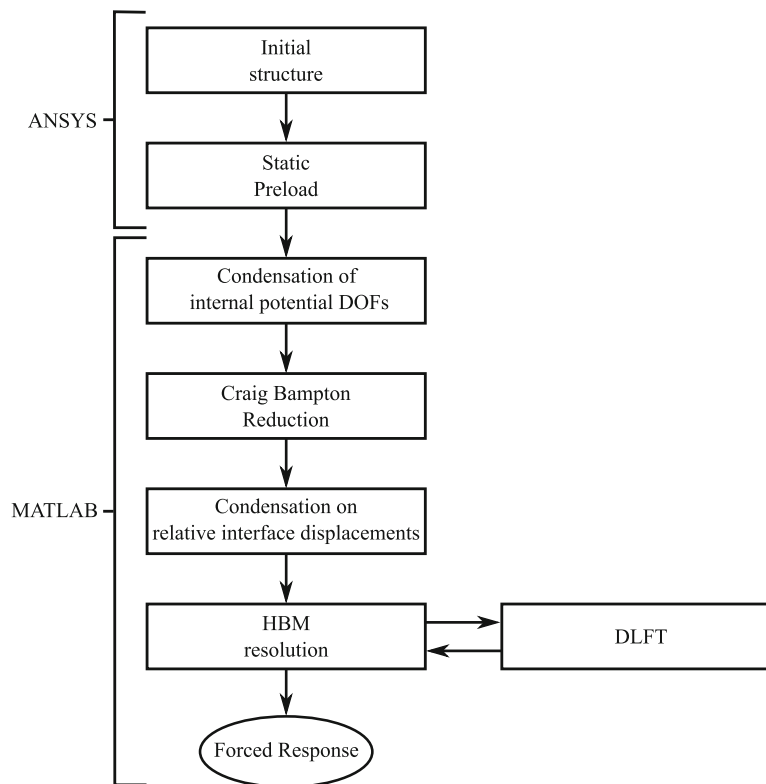 Initial
structure
ANSYS
Static
Preload
Condensation of
internal potential DOFs
Craig Bampton
Reduction
MATLAB
Condensation on
relative interface displacements
HBM
resolution
DLFT
Forced Response